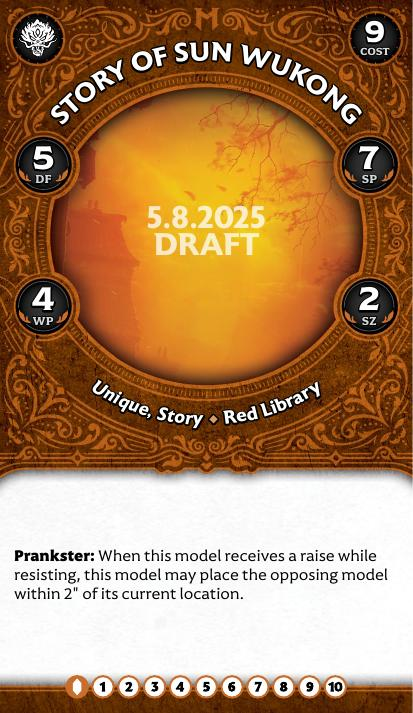 9
COST
STORY OF SUN WUKONG
5
DF
7
SP
5.8.2025
DRAFT
4
WP
2
SZ
Unique, Story ◆ Red Library
Prankster: When this model receives a raise while
resisting, this model may place the opposing model
within 2" of its current location.
1 2 3 4 5 6 7 8 9 10